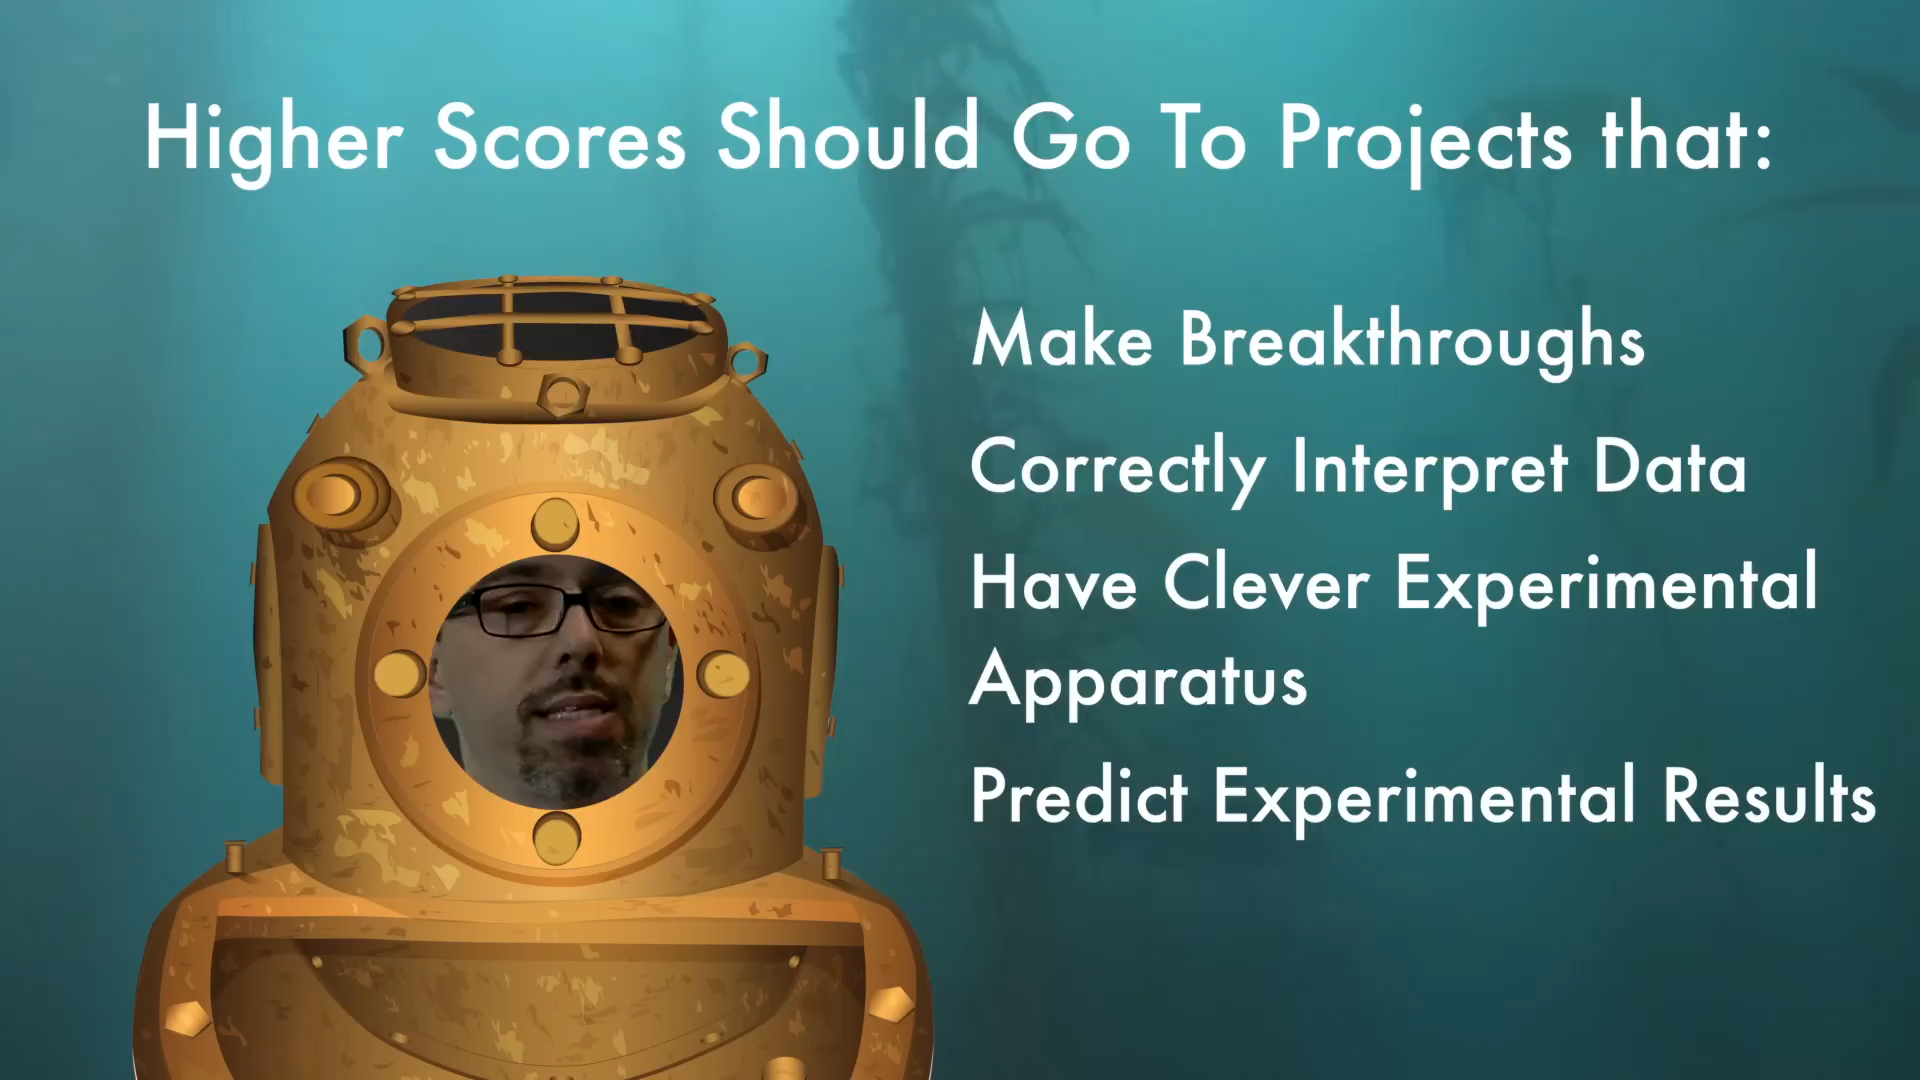 Higher Scores Should Go To Projects that:
Make Breakthroughs
Correctly Interpret Data
Have Clever Experimental
Apparatus
Predict Experimental Results